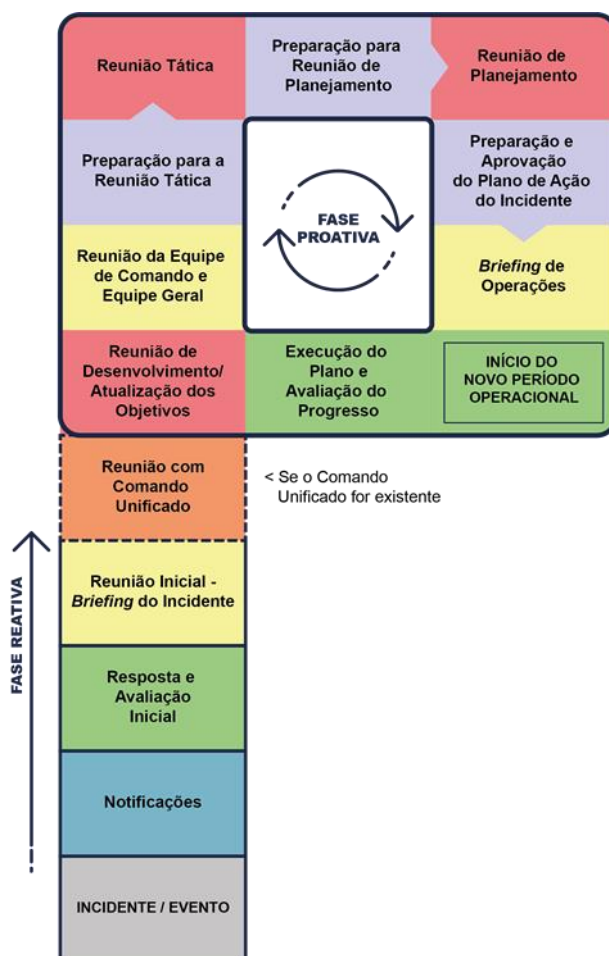 Reunião Tática
Preparação para
Reunião de
Planejamento
Reunião de
Planejamento
Preparação para a
Reunião Tática
FASE
PROATIVA
Preparação e
Aprovação
do Plano de Ação
do Incidente
Reunião da Equipe
de Comando e
Equipe Geral
Briefing de
Operações
Reunião de
Desenvolvimento/
Atualização dos
Objetivos
Execução do
Plano e
Avaliação do
Progresso
INÍCIO DO
NOVO PERÍODO
OPERACIONAL
Reunião com
Comando
Unificado
< Se o Comando
Unificado for existente
FASE REATIVA
Reunião Inicial -
Briefing do Incidente
Resposta e
Avaliação
Inicial
Notificações
INCIDENTE / EVENTO